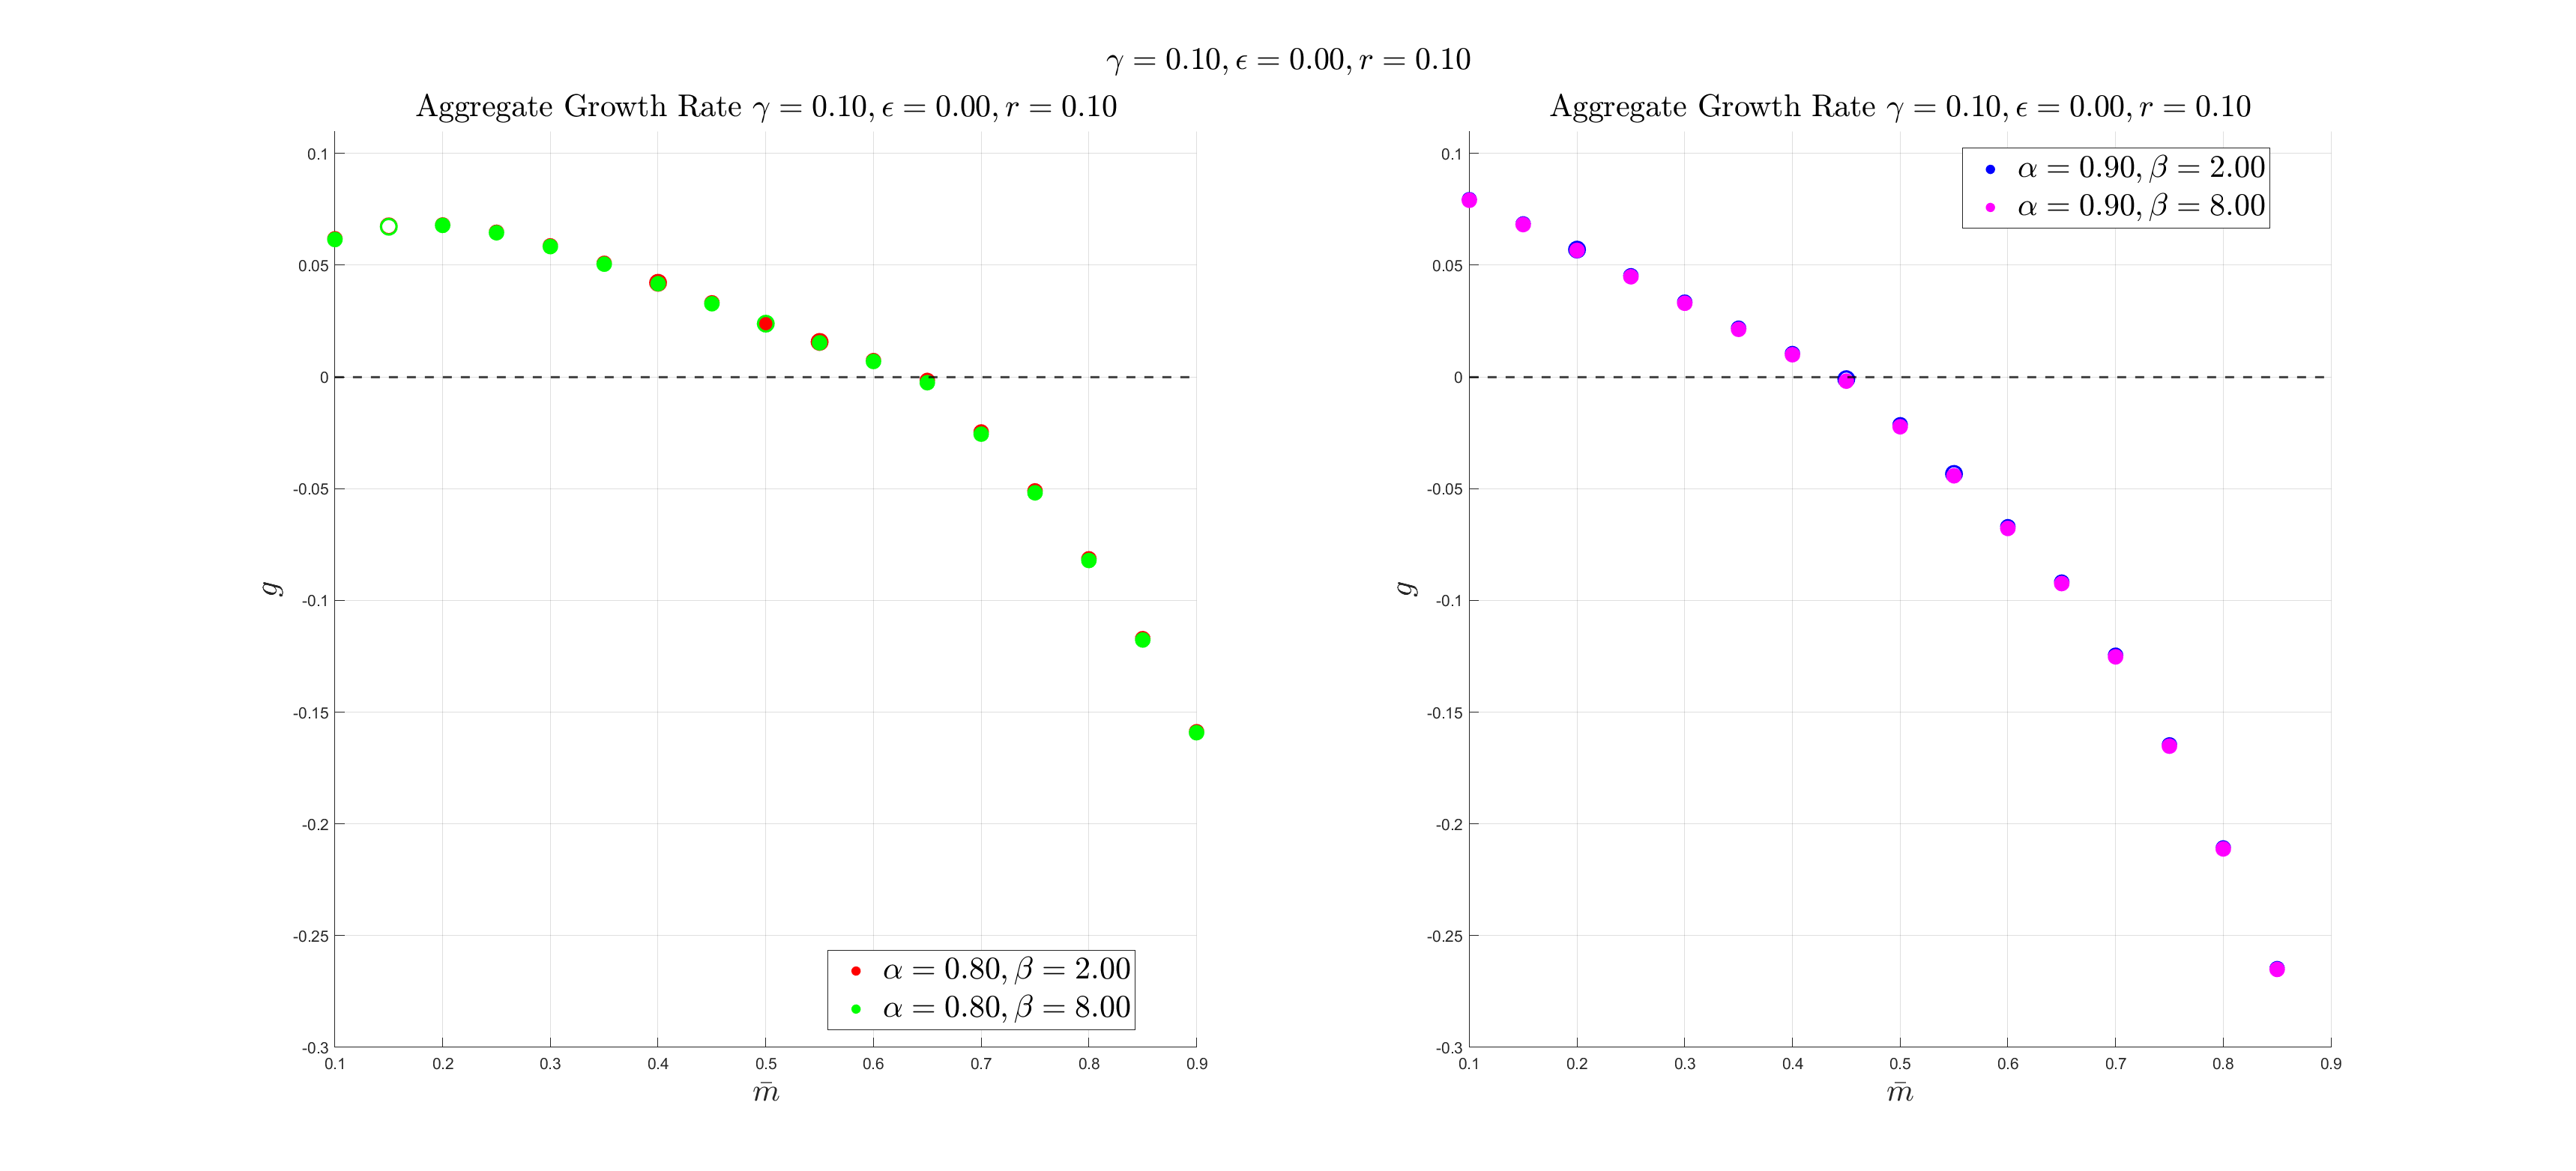 γ = 0.10, ϵ = 0.00, r = 0.10
Aggregate Growth Rate γ = 0.10, ϵ = 0.00, r = 0.10
0.1
0.05
0
-0.05
-0.1
-0.15
-0.2
-0.25
-0.3
g
α = 0.80, β = 2.00
α = 0.80, β = 8.00
0.1 0.2 0.3 0.4 0.5 0.6 0.7 0.8 0.9
m̄
Aggregate Growth Rate γ = 0.10, ϵ = 0.00, r = 0.10
α = 0.90, β = 2.00
α = 0.90, β = 8.00
0.1
0.05
0
-0.05
-0.1
-0.15
-0.2
-0.25
-0.3
g
0.1 0.2 0.3 0.4 0.5 0.6 0.7 0.8 0.9
m̄